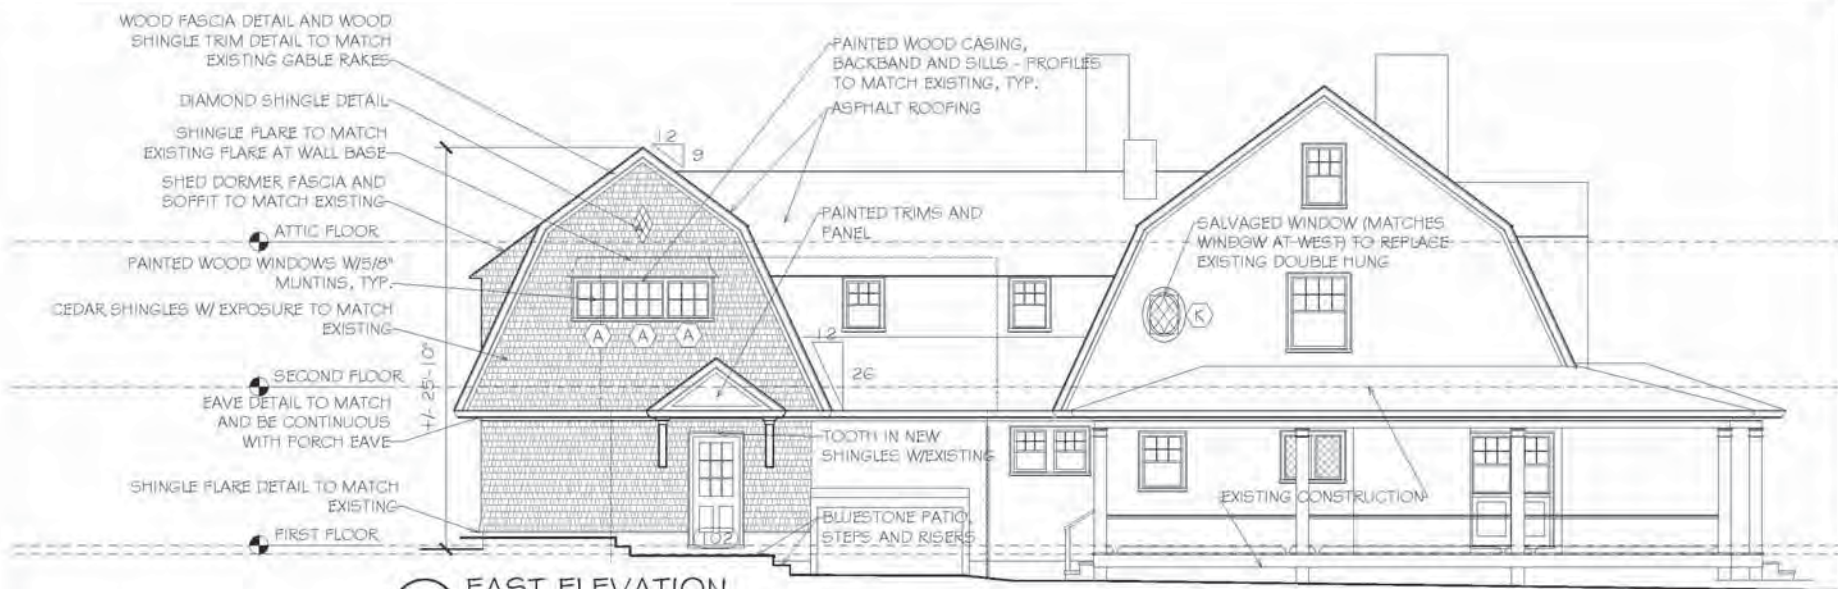 WOOD FASCIA DETAIL AND WOOD
SHINGLE TRIM DETAIL TO MATCH
EXISTING GABLE RAKES
DIAMOND SHINGLE DETAIL
SHINGLE FLARE TO MATCH
EXISTING FLARE AT WALL BASE
SHED DORMER FASCIA AND
SOFFIT TO MATCH EXISTING
ATTIC FLOOR
PAINTED WOOD WINDOWS W/5/8"
MUNTINS, TYP.
CEDAR SHINGLES W/ EXPOSURE TO MATCH
EXISTING
SECOND FLOOR
EAVE DETAIL TO MATCH
AND BE CONTINUOUS
WITH PORCH EAVE
SHINGLE FLARE DETAIL TO MATCH
EXISTING
FIRST FLOOR
+/- 25'-10"
12
9
A
A
A
102
PAINTED WOOD CASING,
BACKBAND AND SILLS - PROFILES
TO MATCH EXISTING, TYP.
ASPHALT ROOFING
PAINTED TRIMS AND
PANEL
12
26
TOOTH IN NEW
SHINGLES W/EXISTING
BLUESTONE PATIO,
STEPS AND RISERS
SALVAGED WINDOW (MATCHES
WINDOW AT WEST) TO REPLACE
EXISTING DOUBLE HUNG
K
EXISTING CONSTRUCTION
EAST ELEVATION